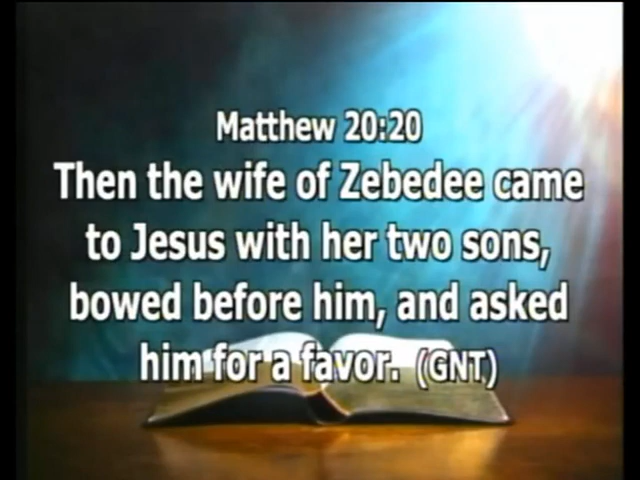 Matthew 20:20
Then the wife of Zebedee came
to Jesus with her two sons,
bowed before him, and asked
him for a favor. (GNT)